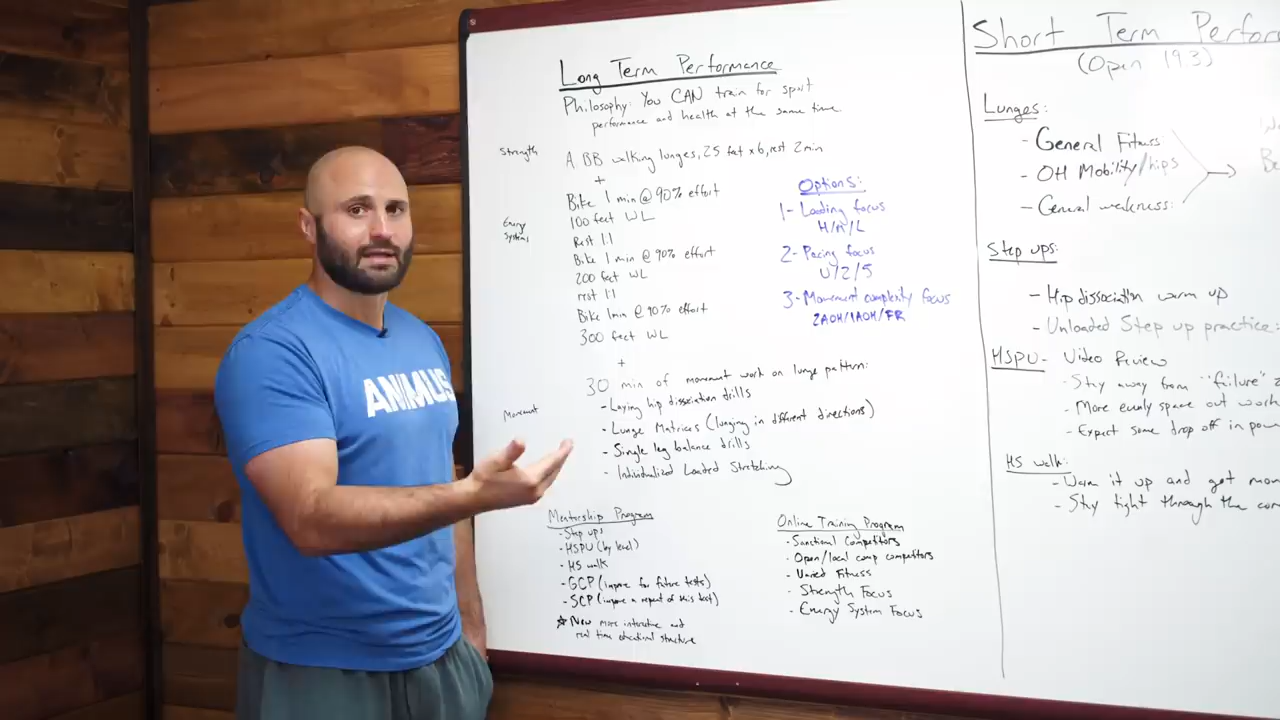 Long Term Performance
Philosophy: You CAN train for sport
performance and health at the same time.
Strength
A. BB walking lunges, 25 feet x 6, rest 2 min
+
Energy
Systems
Bike 1 min @ 90% effort
100 feet WL
Rest 1:1
Bike 1 min @ 90% effort
200 feet WL
rest 1:1
Bike 1min @ 90% effort
300 feet WL
+
Options:
1- Loading focus
H/M/L
2- Pacing focus
U/2/5
3- Movement complexity focus
2AOH/1AOH/FR
Movement
30 min of movement work on lunge pattern:
- Laying hip dissociation drills
- Lunge Matrices (lunging in different directions)
- Single leg balance drills
- Individualized Loaded Stretching
Mentorship Program
- Step ups
- HSPU (by level)
- HS walk
- GCP (improve for future tests)
- SCP (improve a repeat of this test)
☆ New more interactive and
real time educational structure
Online Training Program
- Sanctional Competitors
- Open/local comp competitors
- Varied Fitness
- Strength Focus
- Energy System Focus
ANIMUS
Short Term Perfor
(Open 19.3)
Lunges:
- General Fitness:
- OH Mobility/hips
- General weakness:
Step ups:
- Hip dissociation warm up
- Unloaded Step up practice:
HSPU- Video Review
- Stay away from "failure"
- More evenly space out work
- Expect some drop off in pow
HS walk:
- Warm it up and get mor
- Stay tight through the cor